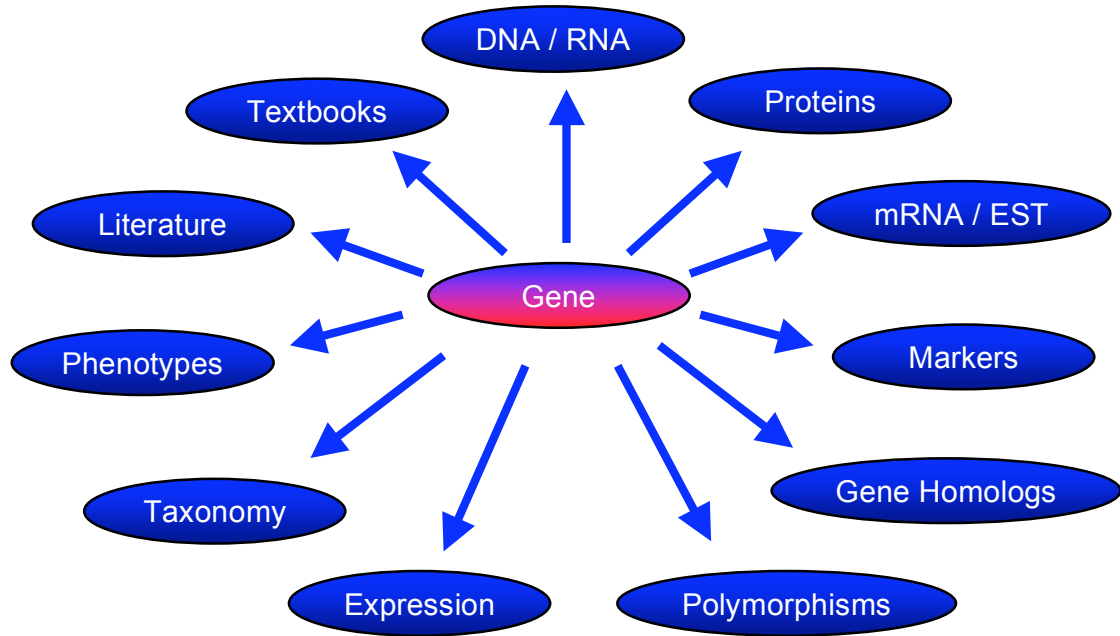 DNA / RNA
Textbooks
Proteins
Literature
mRNA / EST
Gene
Phenotypes
Markers
Taxonomy
Gene Homologs
Expression
Polymorphisms